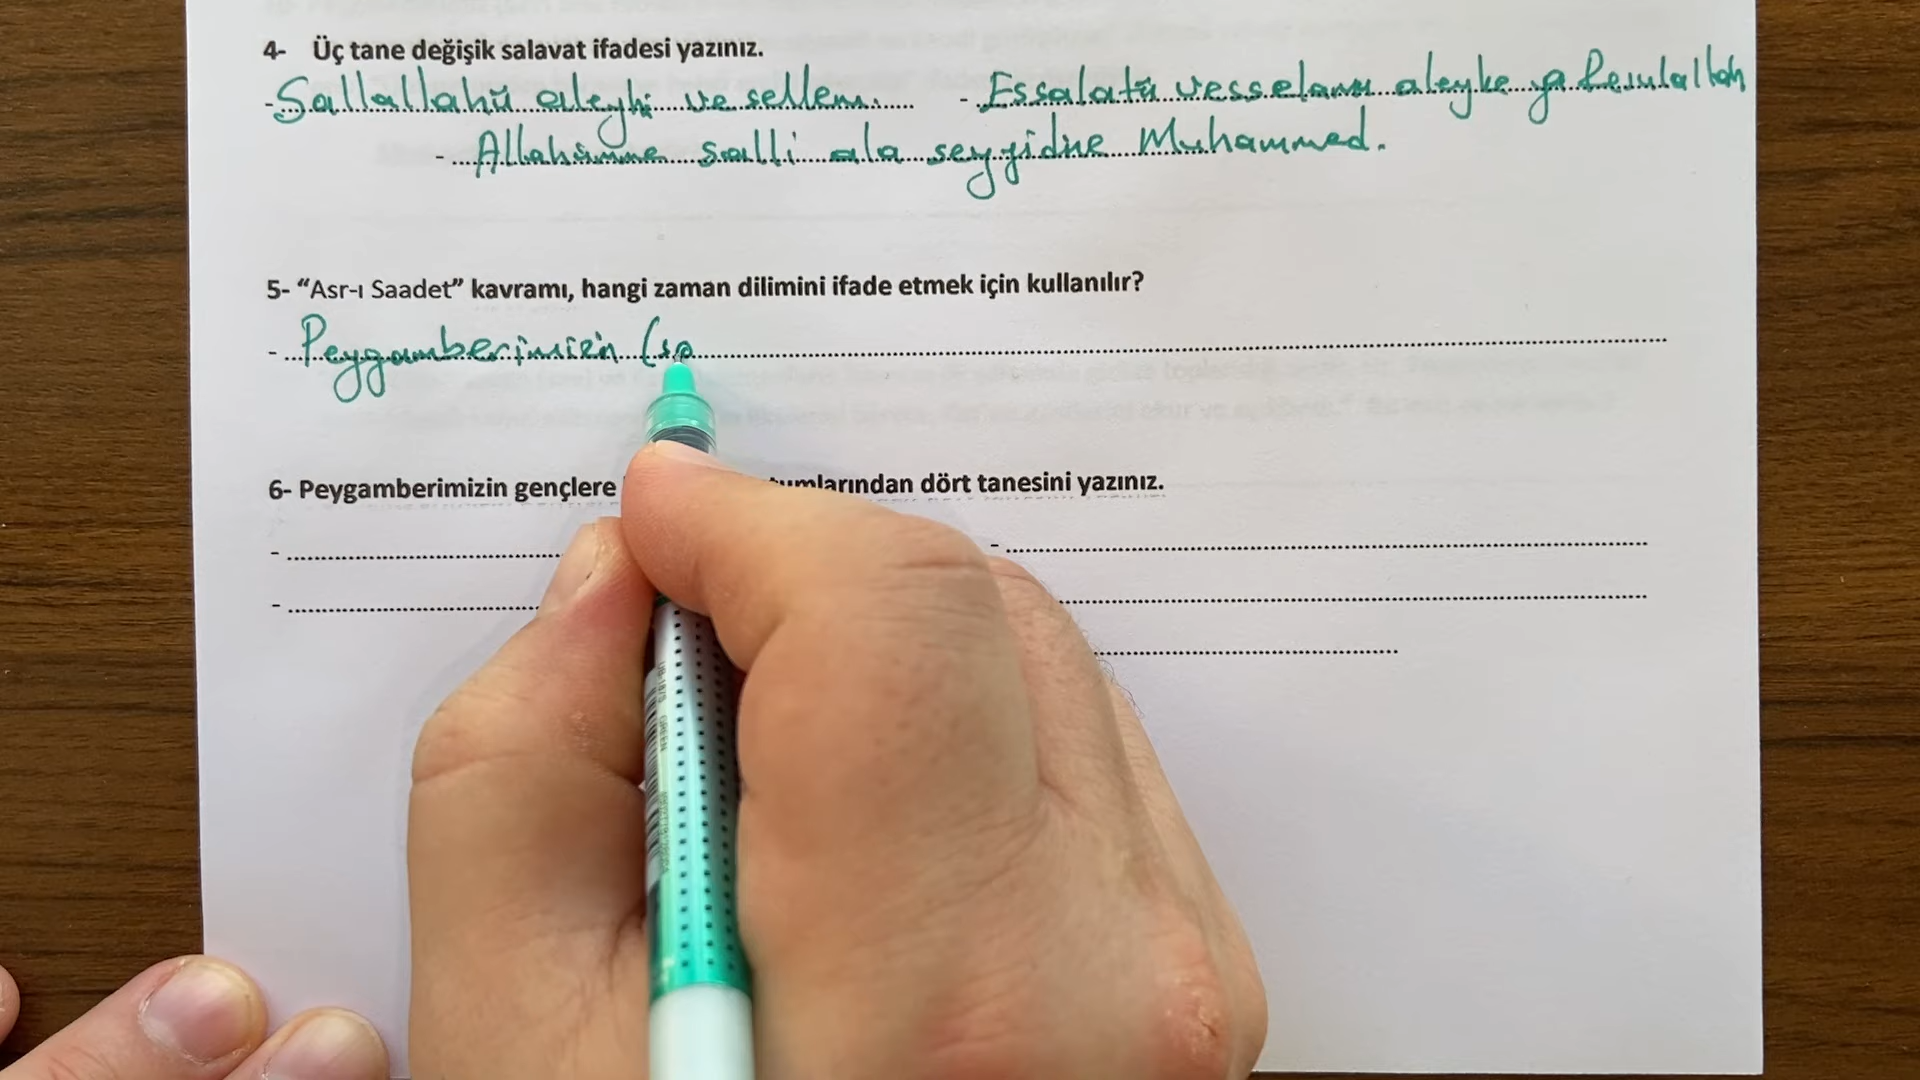 4- Üç tane değişik salavat ifadesi yazınız.
- Sallallahü aleyhi ve sellem. - Essalatü vesselamü aleyke ya Resulallah
- Allahümme salli ala seyyidine Muhammed.
5- “Asr-ı Saadet” kavramı, hangi zaman dilimini ifade etmek için kullanılır?
- Peygamberimizin (sa
6- Peygamberimizin gençlere dört tanesini yazınız.